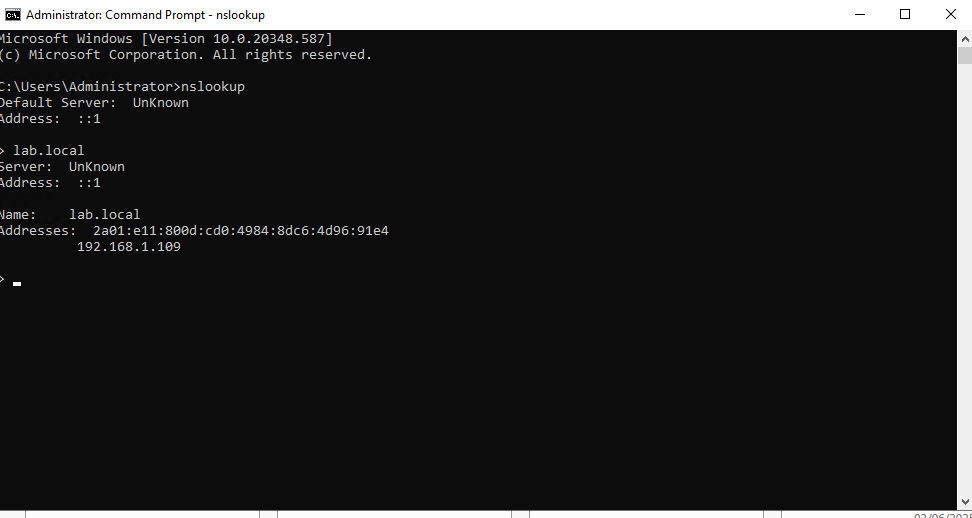 Administrator: Command Prompt - nslookup
Microsoft Windows [Version 10.0.20348.587]
(c) Microsoft Corporation. All rights reserved.
C:\Users\Administrator>nslookup
Default Server:  UnKnown
Address:  ::1
> lab.local
Server:  UnKnown
Address:  ::1
Name:    lab.local
Addresses:  2a01:e11:800d:cd0:4984:8dc6:4d96:91e4
          192.168.1.109
>